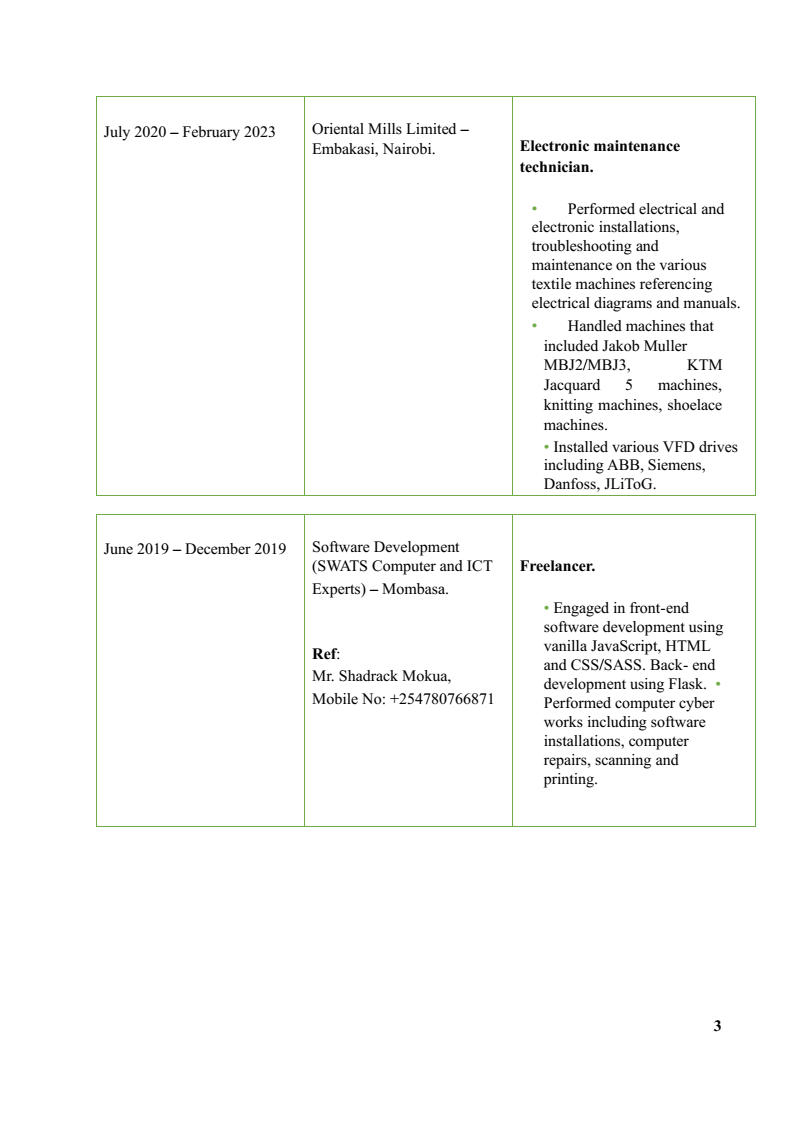 July 2020 – February 2023
Oriental Mills Limited –
Embakasi, Nairobi.
Electronic maintenance
technician.
• Performed electrical and
electronic installations,
troubleshooting and
maintenance on the various
textile machines referencing
electrical diagrams and manuals.
• Handled machines that
included Jakob Muller
MBJ2/MBJ3, KTM
Jacquard 5 machines,
knitting machines, shoelace
machines.
• Installed various VFD drives
including ABB, Siemens,
Danfoss, JLiToG.
June 2019 – December 2019
Software Development
(SWATS Computer and ICT
Experts) – Mombasa.
Ref:
Mr. Shadrack Mokua,
Mobile No: +254780766871
Freelancer.
• Engaged in front-end
software development using
vanilla JavaScript, HTML
and CSS/SASS. Back- end
development using Flask. •
Performed computer cyber
works including software
installations, computer
repairs, scanning and
printing.
3